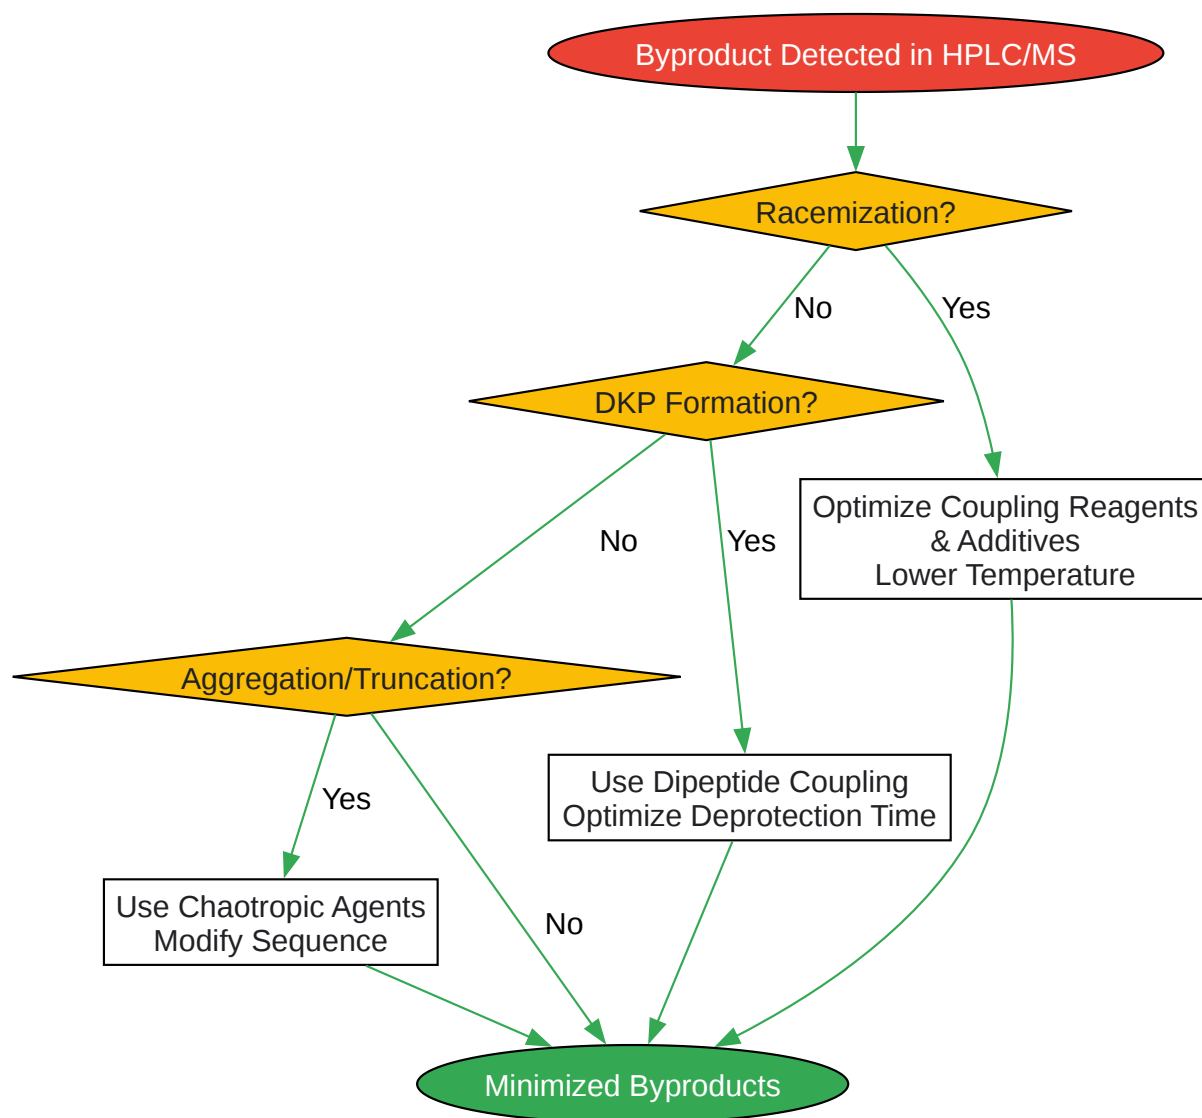 Byproduct Detected in HPLC/MS
Racemization?
No
Yes
DKP Formation?
Optimize Coupling Reagents
& Additives
Lower Temperature
No
Yes
Aggregation/Truncation?
Use Dipeptide Coupling
Optimize Deprotection Time
Yes
Use Chaotropic Agents
Modify Sequence
No
Minimized Byproducts